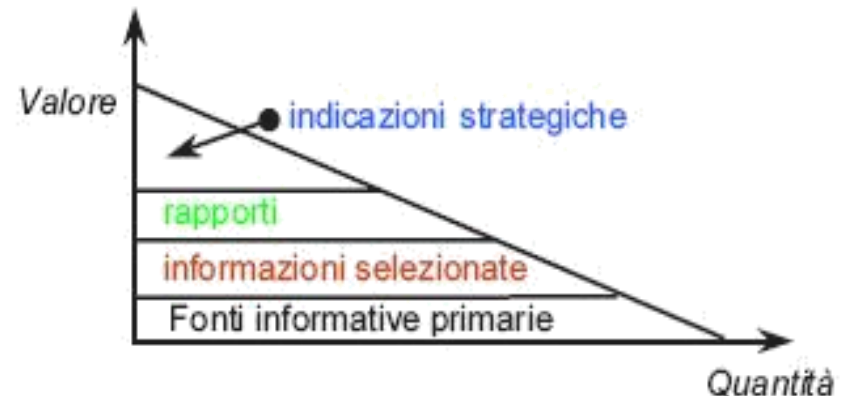 Valore
indicazioni strategiche
rapporti
informazioni selezionate
Fonti informative primarie
Quantità